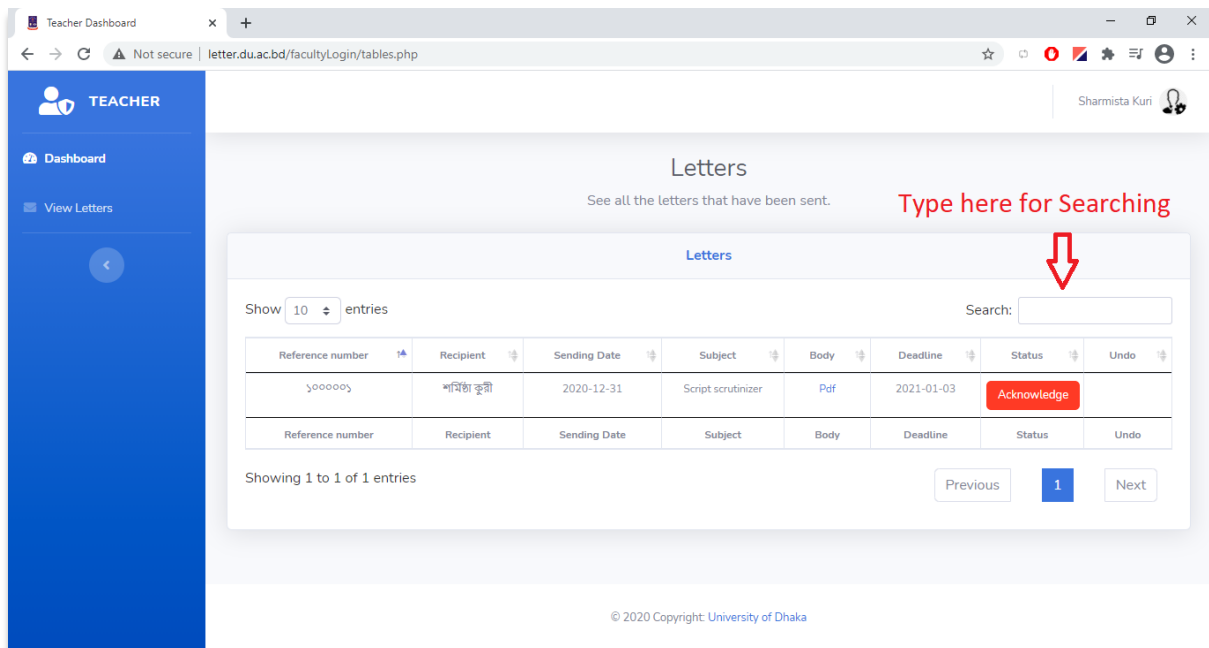 Teacher Dashboard
Not secure | letter.du.ac.bd/facultyLogin/tables.php
TEACHER
Sharmista Kuri
Dashboard
View Letters
Letters
See all the letters that have been sent.
Type here for Searching
Letters
Show 10 entries
Search:
Reference number Recipient Sending Date Subject Body Deadline Status Undo
১০০০০০১ শর্মিষ্ঠা কুরী 2020-12-31 Script scrutinizer Pdf 2021-01-03 Acknowledge
Reference number Recipient Sending Date Subject Body Deadline Status Undo
Showing 1 to 1 of 1 entries
Previous 1 Next
© 2020 Copyright: University of Dhaka